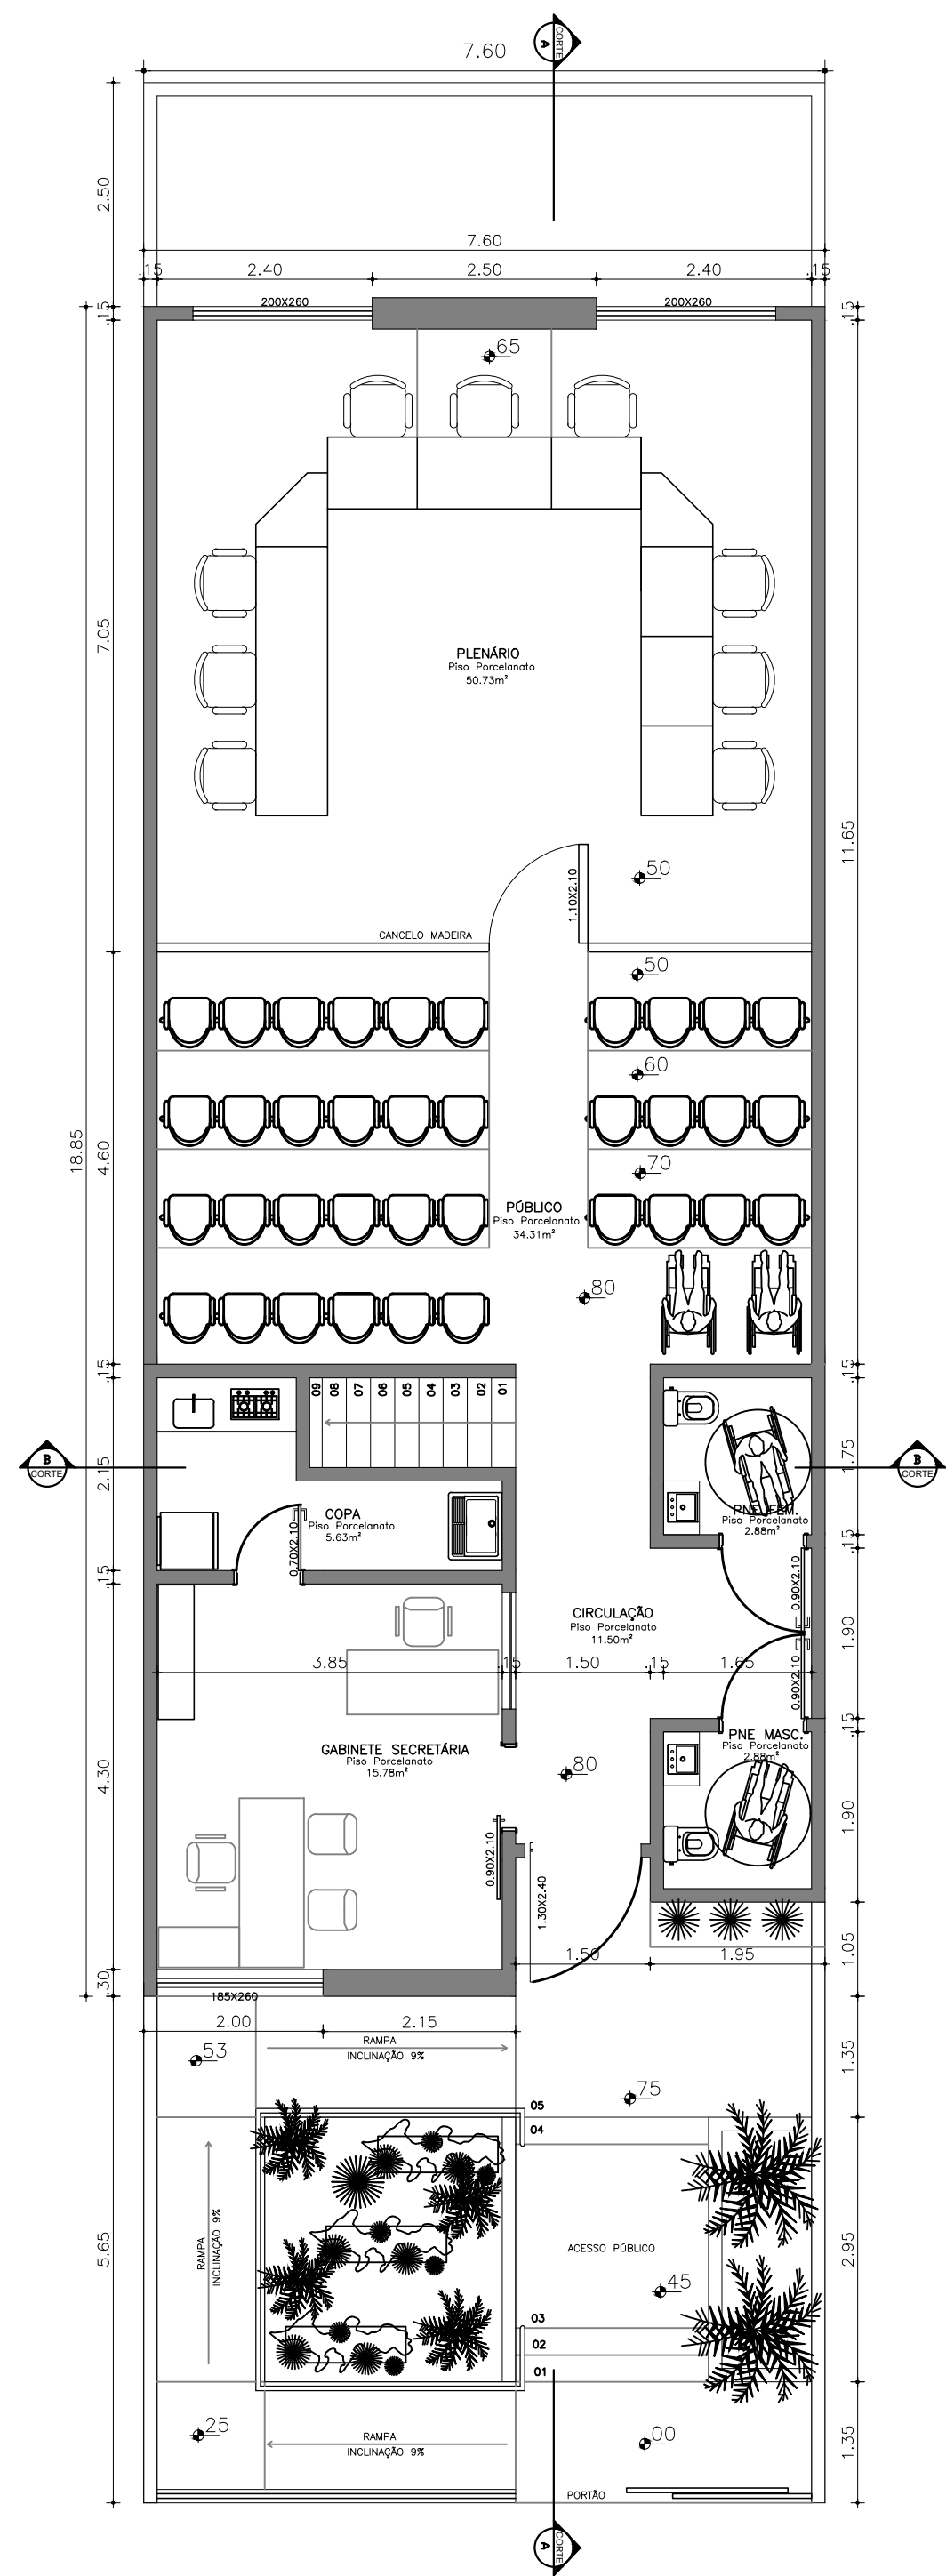 7.60
A
CORTE
2.50
7.60
.15
2.40
2.50
2.40
.15
200X260
200X260
.15
.15
65
7.05
PLENÁRIO
Piso Porcelanato
50.73m²
11.65
50
1.10X2.10
CANCELO MADEIRA
50
60
18.85
4.60
70
PÚBLICO
Piso Porcelanato
34.31m²
80
.15
.15
09
08
07
06
05
04
03
02
01
B
CORTE
2.15
1.75
B
CORTE
COPA
Piso Porcelanato
5.63m²
PNE FEM.
Piso Porcelanato
2.88m²
0.70X2.10
.15
.15
0.90X2.10
CIRCULAÇÃO
Piso Porcelanato
11.50m²
1.90
3.85
.15
1.50
.15
1.65
0.90X2.10
.15
PNE MASC.
Piso Porcelanato
2.88m²
GABINETE SECRETÁRIA
Piso Porcelanato
15.78m²
4.30
80
1.90
0.90X2.10
1.30X2.40
1.05
1.50
1.95
.30
185X260
2.00
2.15
RAMPA
INCLINAÇÃO 9%
53
1.35
75
05
04
RAMPA
INCLINAÇÃO 9%
5.65
ACESSO PÚBLICO
2.95
45
03
02
01
25
RAMPA
INCLINAÇÃO 9%
00
1.35
PORTÃO
A
CORTE